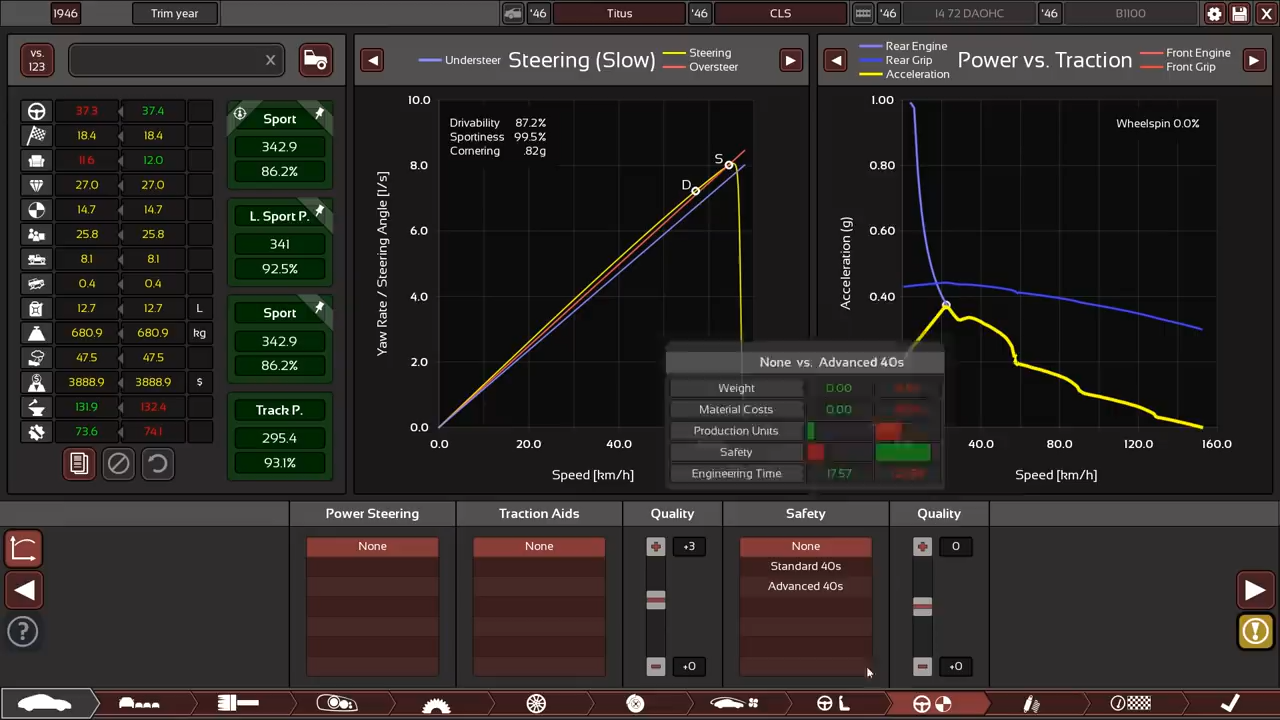 1946
Trim year
'46
Titus
'46
CLS
'46
14 72 DAOHC
'46
B1100
vs.
123
X
37.3 37.4
18.4 18.4
11.6 12.0
27.0 27.0
14.7 14.7
25.8 25.8
8.1 8.1
0.4 0.4
12.7 12.7 L
680.9 680.9 kg
47.5 47.5
3888.9 3888.9 $
131.9 132.4
73.6 74.1
Sport
342.9
86.2%
L. Sport P.
341
92.5%
Sport
342.9
86.2%
Track P.
295.4
93.1%
Understeer
Steering (Slow)
Steering
Oversteer
Drivability 87.2%
Sportiness 99.5%
Cornering .82g
S
D
10.0
8.0
6.0
4.0
2.0
0.0
Yaw Rate / Steering Angle [1/s]
0.0 20.0 40.0
Speed [km/h]
Rear Engine
Rear Grip
Acceleration
Power vs. Traction
Front Engine
Front Grip
Wheelspin 0.0%
1.00
0.80
0.60
0.40
Acceleration [g]
40.0 80.0 120.0 160.0
Speed [km/h]
None vs. Advanced 40s
Weight 0.00
Material Costs 0.00
Production Units
Safety
Engineering Time 17.57
Power Steering
None
Traction Aids
None
Quality
+3
+0
Safety
None
Standard 40s
Advanced 40s
Quality
0
+0